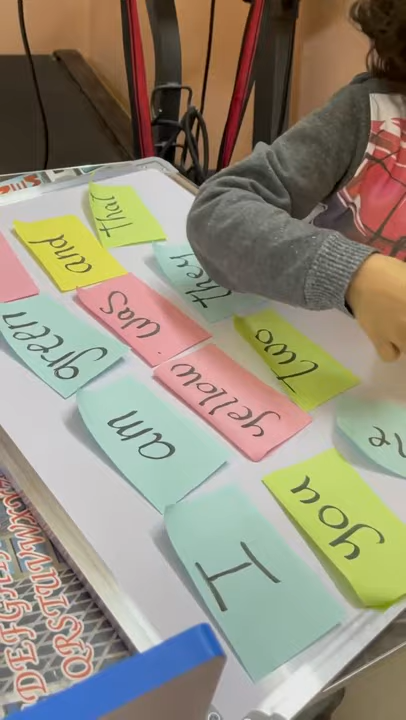 that
and
they
was
green
two
yellow
am
you
I